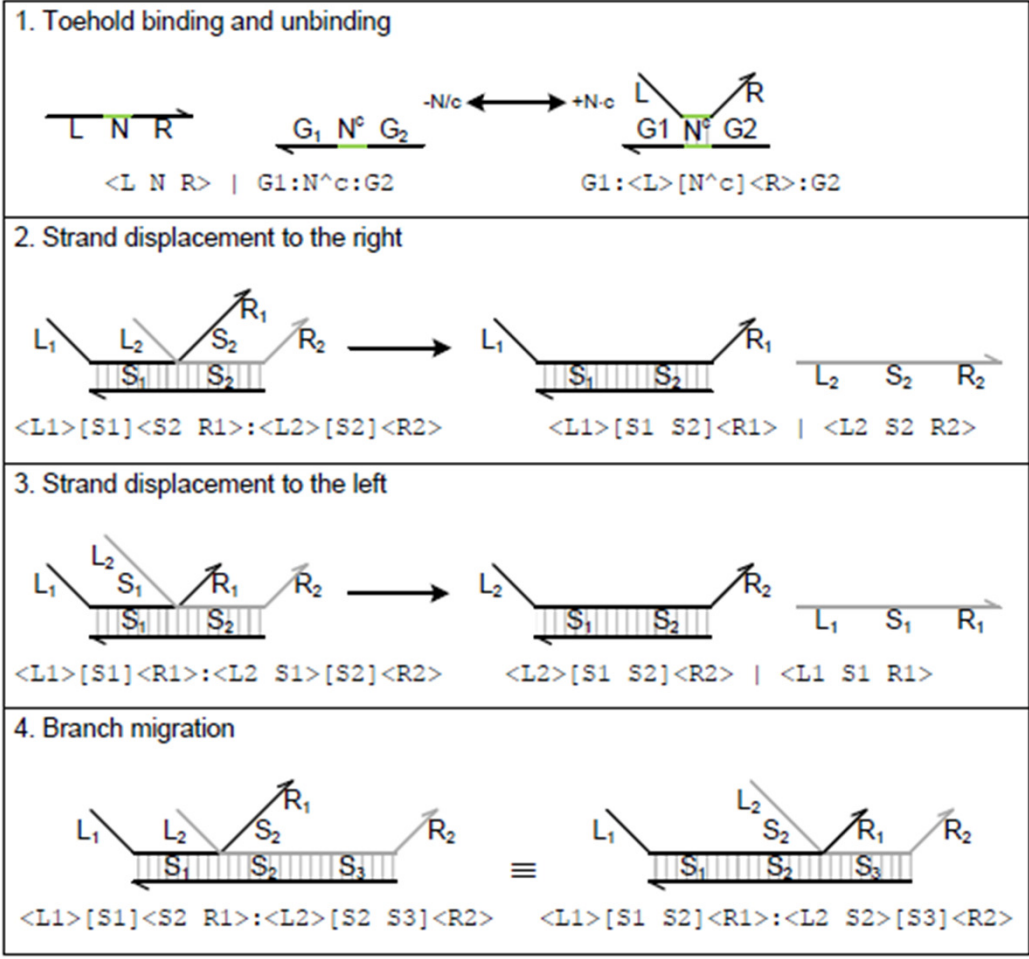 1. Toehold binding and unbinding
L N R
G₁ Nᶜ G₂
-N/c
+N·c
L R
G1 Nᶜ G2
<L N R> | G1:N^c:G2
G1:<L>[N^c]<R>:G2
2. Strand displacement to the right
L₁ L₂ S₂ R₁ R₂
S₁ S₂
L₁ R₁
S₁ S₂
L₂ S₂ R₂
<L1>[S1]<S2 R1>:<L2>[S2]<R2>
<L1>[S1 S2]<R1> | <L2 S2 R2>
3. Strand displacement to the left
L₁ L₂ S₁ R₁ R₂
S₁ S₂
L₂ R₂
S₁ S₂
L₁ S₁ R₁
<L1>[S1]<R1>:<L2 S1>[S2]<R2>
<L2>[S1 S2]<R2> | <L1 S1 R1>
4. Branch migration
L₁ L₂ S₂ R₁ R₂
S₁ S₂ S₃
≡
L₁ L₂ S₂ R₁ R₂
S₁ S₂ S₃
<L1>[S1]<S2 R1>:<L2>[S2 S3]<R2>
<L1>[S1 S2]<R1>:<L2 S2>[S3]<R2>